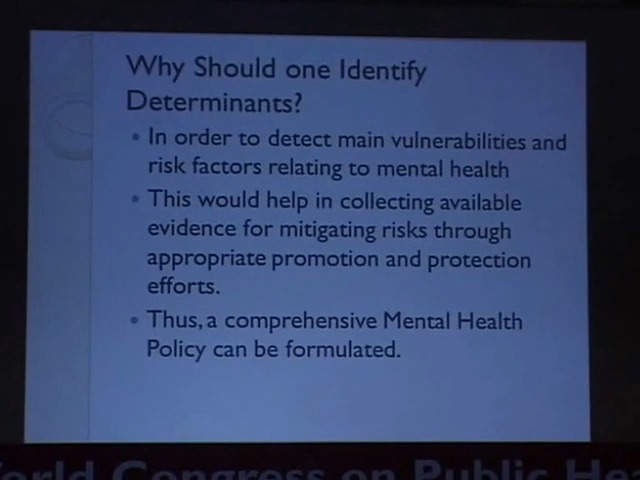 Why Should one Identify
Determinants?
• In order to detect main vulnerabilities and
risk factors relating to mental health
• This would help in collecting available
evidence for mitigating risks through
appropriate promotion and protection
efforts.
• Thus, a comprehensive Mental Health
Policy can be formulated.
Congress on Public